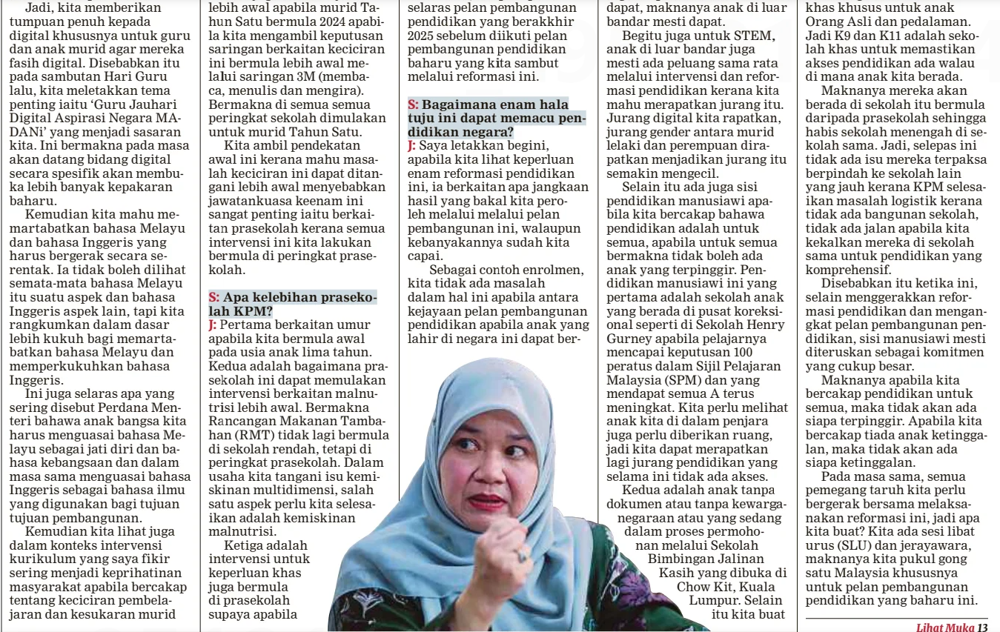 Jadi, kita memberikan
tumpuan penuh kepada
digital khususnya untuk guru
dan anak murid agar mereka
fasih digital. Disebabkan itu
pada sambutan Hari Guru
lalu, kita meletakkan tema
penting iaitu ‘Guru Jauhari
Digital Aspirasi Negara MA-
DANi’ yang menjadi sasaran
kita. Ini bermakna pada masa
akan datang bidang digital
secara spesifik akan membu-
ka lebih banyak kepakaran
baharu.
Kemudian kita mahu me-
martabatkan bahasa Melayu
dan bahasa Inggeris yang
harus bergerak secara se-
rentak. Ia tidak boleh dilihat
semata-mata bahasa Melayu
itu suatu aspek dan bahasa
Inggeris aspek lain, tapi kita
rangkumkan dalam dasar
lebih kukuh bagi memarta-
batkan bahasa Melayu dan
memperkukuhkan bahasa
Inggeris.
Ini juga selaras apa yang
sering disebut Perdana Men-
teri bahawa anak bangsa kita
harus menguasai bahasa Me-
layu sebagai jati diri dan ba-
hasa kebangsaan dan dalam
masa sama menguasai bahasa
Inggeris sebagai bahasa ilmu
yang digunakan bagi tujuan
tujuan pembangunan.
Kemudian kita lihat juga
dalam konteks intervensi
kurikulum yang saya fikir
sering menjadi keprihatinan
masyarakat apabila bercakap
tentang keciciran pembela-
jaran dan kesukaran murid
lebih awal apabila murid Ta-
hun Satu bermula 2024 apabi-
la kita mengambil keputusan
saringan berkaitan keciciran
ini bermula lebih awal me-
lalui saringan 3M (memba-
ca, menulis dan mengira).
Bermakna di semua semua
peringkat sekolah dimulakan
untuk murid Tahun Satu.
Kita ambil pendekatan
awal ini kerana mahu masa-
lah keciciran ini dapat ditan-
gani lebih awal menyebabkan
jawatankuasa keenam ini
sangat penting iaitu berkai-
tan prasekolah kerana semua
intervensi ini kita lakukan
bermula di peringkat prase-
kolah.
S: Apa kelebihan praseko-
lah KPM?
J: Pertama berkaitan umur
apabila kita bermula awal
pada usia anak lima tahun.
Kedua adalah bagaimana pra-
sekolah ini dapat memulakan
intervensi berkaitan malnu-
trisi lebih awal. Bermakna
Rancangan Makanan Tamba-
han (RMT) tidak lagi bermula
di sekolah rendah, tetapi di
peringkat prasekolah. Dalam
usaha kita tangani isu kemi-
skinan multidimensi, salah
satu aspek perlu kita selesa-
ikan adalah kemiskinan
malnutrisi.
Ketiga adalah
intervensi untuk
keperluan khas
juga bermula
di prasekolah
supaya apabila
selaras pelan pembangunan
pendidikan yang berakkhir
2025 sebelum diikuti pelan
pembangunan pendidikan
baharu yang kita sambut
melalui reformasi ini.
S: Bagaimana enam hala
tuju ini dapat memacu pen-
didikan negara?
J: Saya letakkan begini,
apabila kita lihat keperluan
enam reformasi pendidikan
ini, ia berkaitan apa jangkaan
hasil yang bakal kita pero-
leh melalui melalui pelan
pembangunan ini, walaupun
kebanyakannya sudah kita
capai.
Sebagai contoh enrolmen,
kita tidak ada masalah
dalam hal ini apabila antara
kejayaan pelan pembangunan
pendidikan apabila anak yang
lahir di negara ini dapat ber-
dapat, maknanya anak di luar
bandar mesti dapat.
Begitu juga untuk STEM,
anak di luar bandar juga
mesti ada peluang sama rata
melalui intervensi dan refor-
masi pendidikan kerana kita
mahu merapatkan jurang itu.
Jurang digital kita rapatkan,
jurang gender antara murid
lelaki dan perempuan dira-
patkan menjadikan jurang itu
semakin mengecil.
Selain itu ada juga sisi
pendidikan manusiawi apa-
bila kita bercakap bahawa
pendidikan adalah untuk
semua, apabila untuk semua
bermakna tidak boleh ada
anak yang terpinggir. Pen-
didikan manusiawi ini yang
pertama adalah sekolah anak
yang berada di pusat koreksi-
onal seperti di Sekolah Henry
Gurney apabila pelajarnya
mencapai keputusan 100
peratus dalam Sijil Pelajaran
Malaysia (SPM) dan yang
mendapat semua A terus
meningkat. Kita perlu melihat
anak kita di dalam penjara
juga perlu diberikan ruang,
jadi kita dapat merapatkan
lagi jurang pendidikan yang
selama ini tidak ada akses.
Kedua adalah anak tanpa
dokumen atau tanpa kewarga-
negaraan atau yang sedang
dalam proses permoho-
nan melalui Sekolah
Bimbingan Jalinan
Kasih yang dibuka di
Chow Kit, Kuala
Lumpur. Selain
itu kita buat
khas khusus untuk anak
Orang Asli dan pedalaman.
Jadi K9 dan K11 adalah seko-
lah khas untuk memastikan
akses pendidikan ada walau
di mana anak kita berada.
Maknanya mereka akan
berada di sekolah itu bermula
daripada prasekolah sehingga
habis sekolah menengah di se-
kolah sama. Jadi, selepas ini
tidak ada isu mereka terpaksa
berpindah ke sekolah lain
yang jauh kerana KPM selesa-
ikan masalah logistik kerana
tidak ada bangunan sekolah,
tidak ada jalan apabila kita
kekalkan mereka di sekolah
sama untuk pendidikan yang
komprehensif.
Disebabkan itu ketika ini,
selain menggerakkan refor-
masi pendidikan dan mengan-
gkat pelan pembangunan pen-
didikan, sisi manusiawi mesti
diteruskan sebagai komitmen
yang cukup besar.
Maknanya apabila kita
bercakap pendidikan untuk
semua, maka tidak akan ada
siapa terpinggir. Apabila kita
bercakap tiada anak ketingga-
lan, maka tidak akan ada
siapa ketinggalan.
Pada masa sama, semua
pemegang taruh kita perlu
bergerak bersama melaksa-
nakan reformasi ini, jadi apa
kita buat? Kita ada sesi libat
urus (SLU) dan jerayawara,
maknanya kita pukul gong
satu Malaysia khususnya
untuk pelan pembangunan
pendidikan yang baharu ini.
Lihat Muka 13